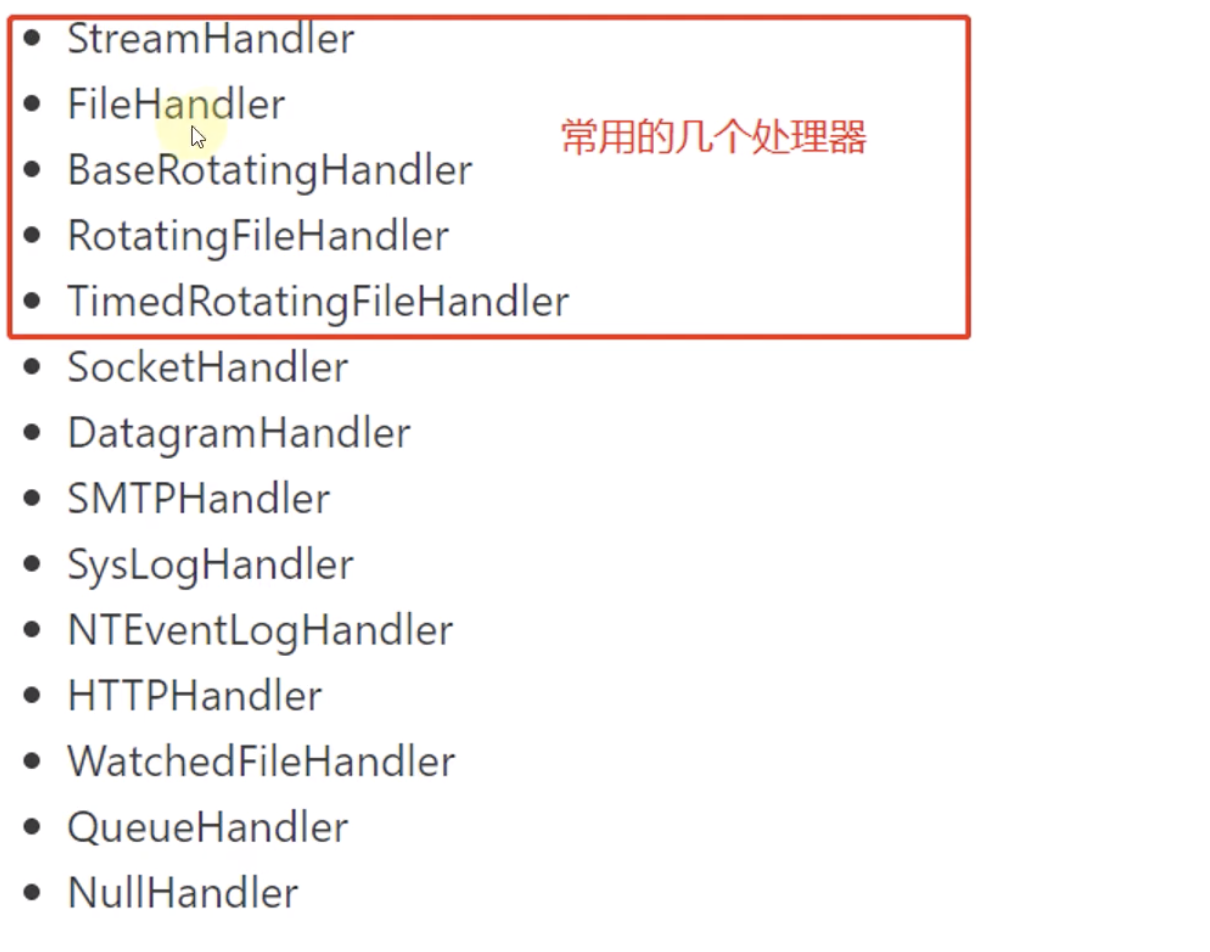 StreamHandler
FileHandler
常用的几个处理器
BaseRotatingHandler
RotatingFileHandler
TimedRotatingFileHandler
SocketHandler
DatagramHandler
SMTPHandler
SysLogHandler
NTEventLogHandler
HTTPHandler
WatchedFileHandler
QueueHandler
NullHandler